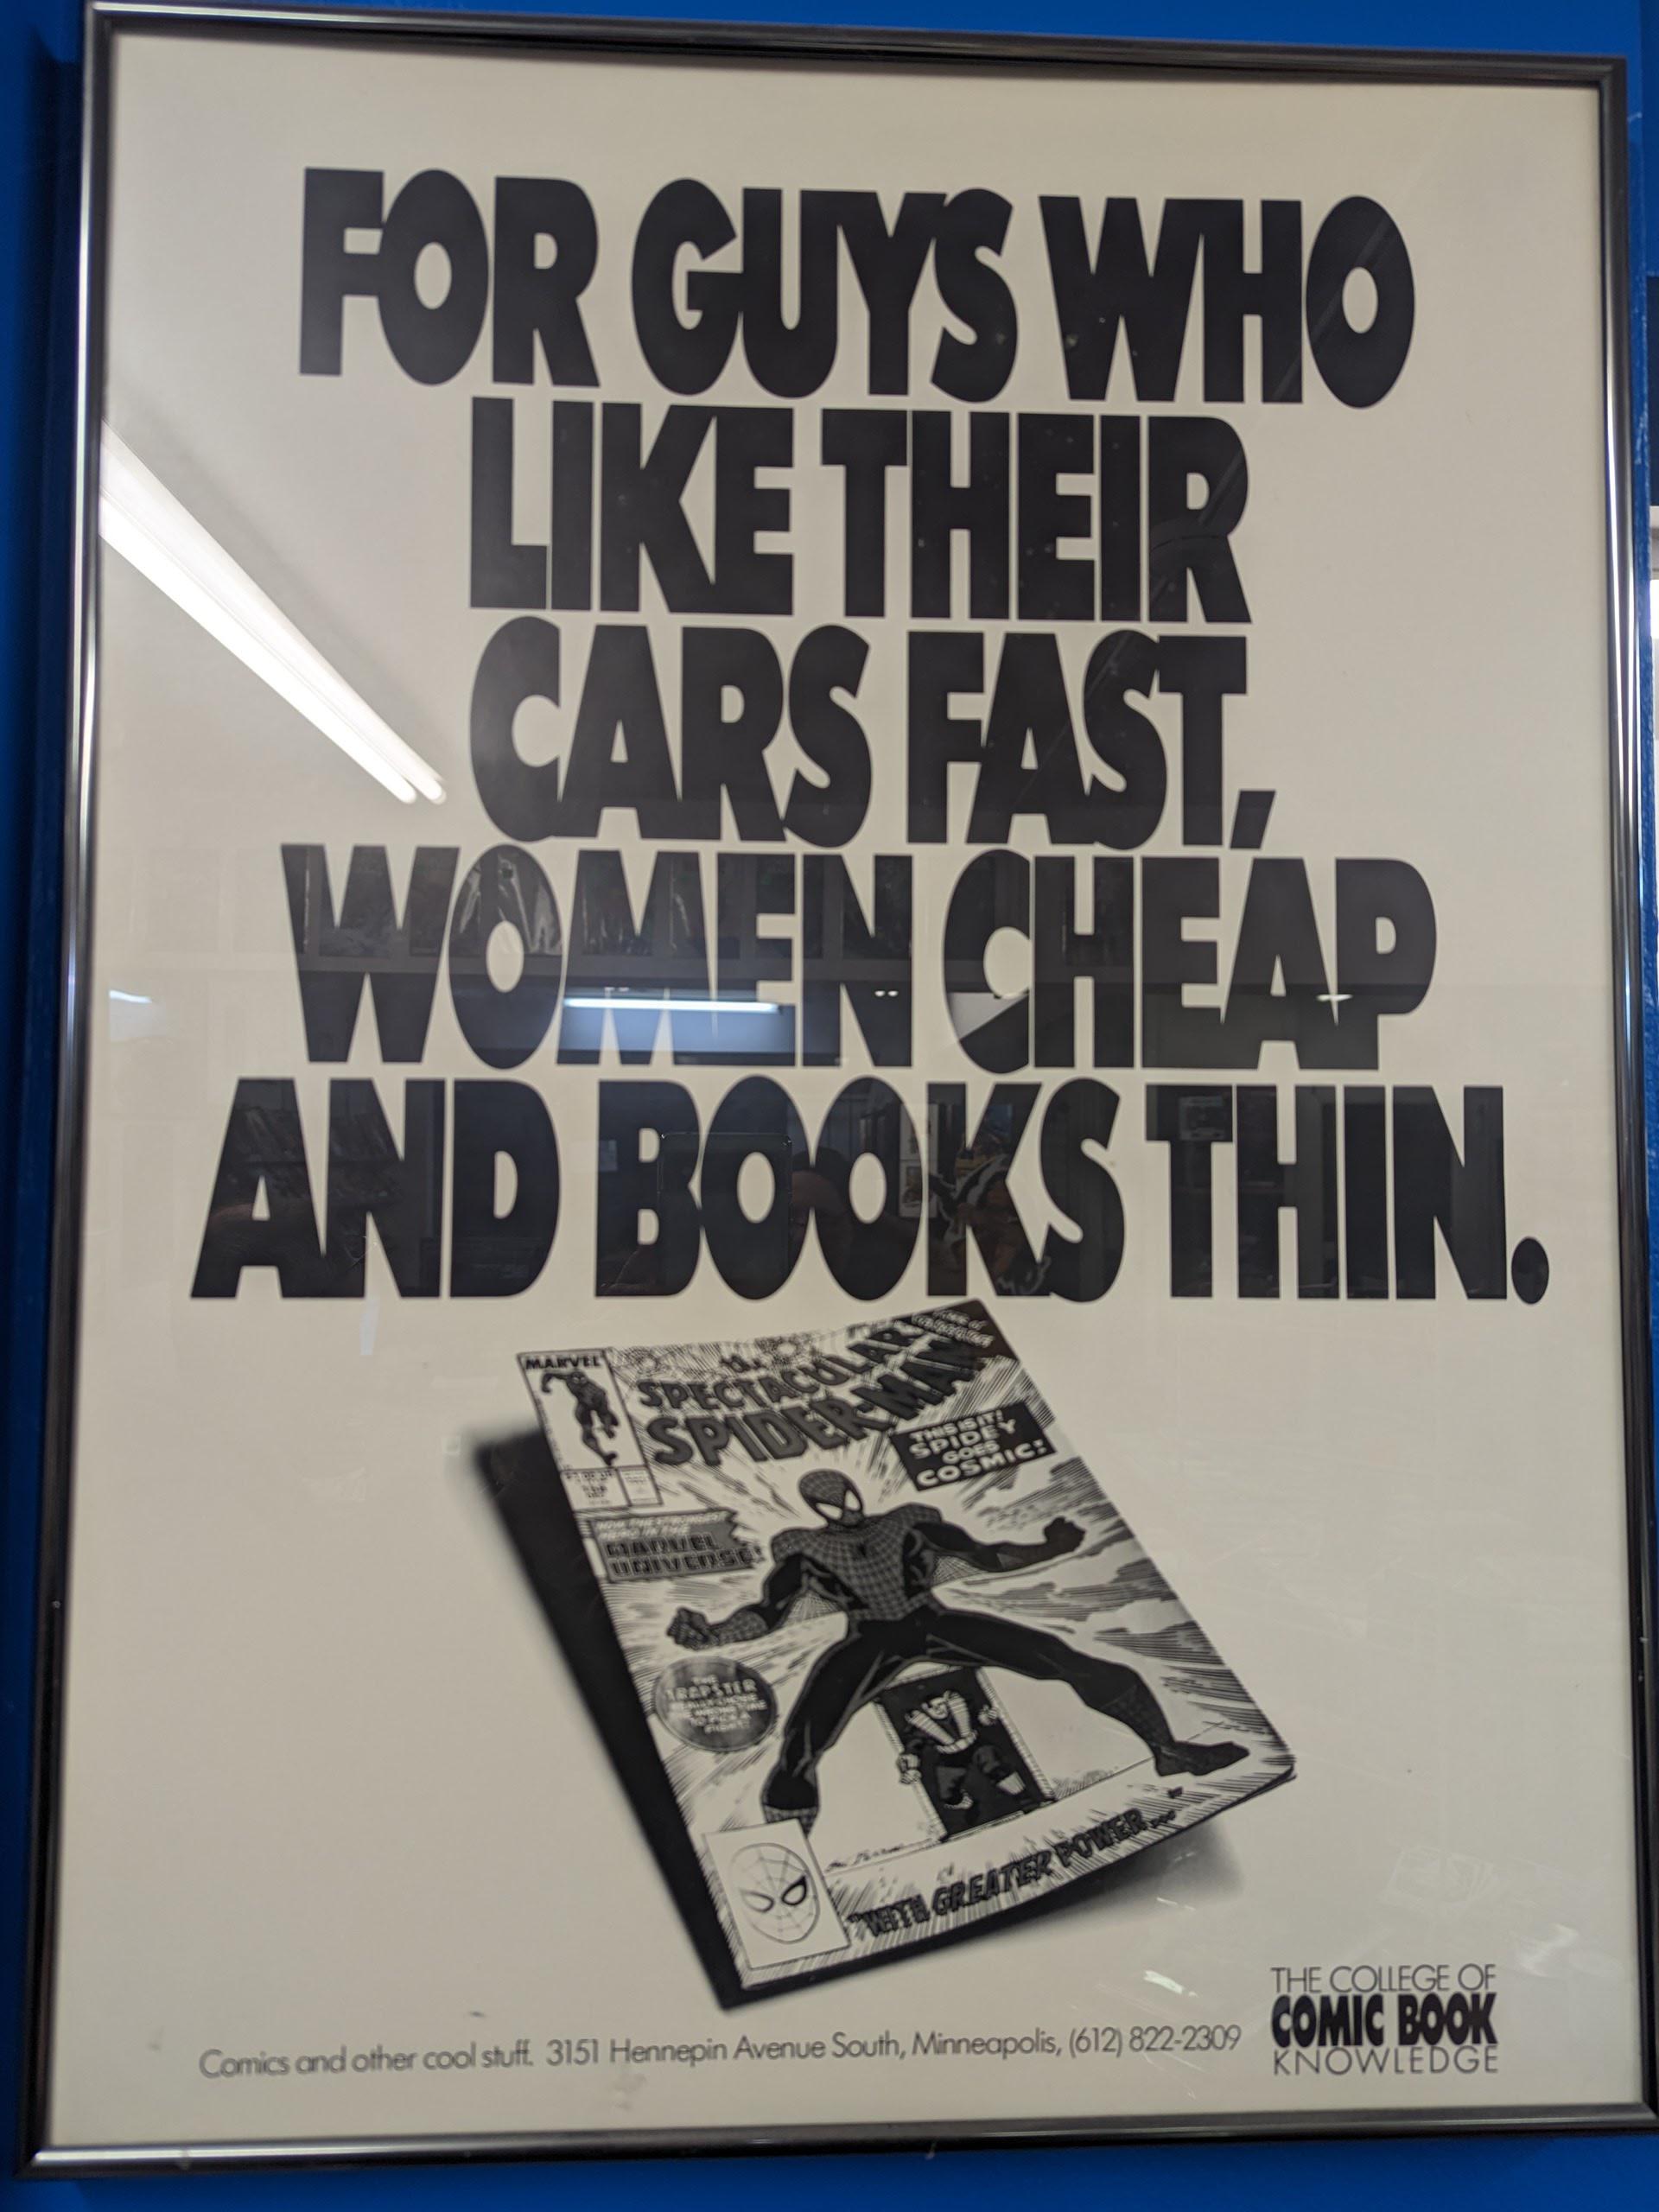 FOR GUYS WHO
LIKE THEIR
CARS FAST,
WOMEN CHEAP
AND BOOKS THIN.
MARVEL
SPECTACULAR
SPIDER-MAN
THIS IS IT!
SPIDEY
GOES
COSMIC!
MARVEL
UNIVERSE!
THE
TRAPSTER
"WITH GREATER POWER..."
Comics and other cool stuff. 3151 Hennepin Avenue South, Minneapolis, (612) 822-2309
THE COLLEGE OF
COMIC BOOK
KNOWLEDGE